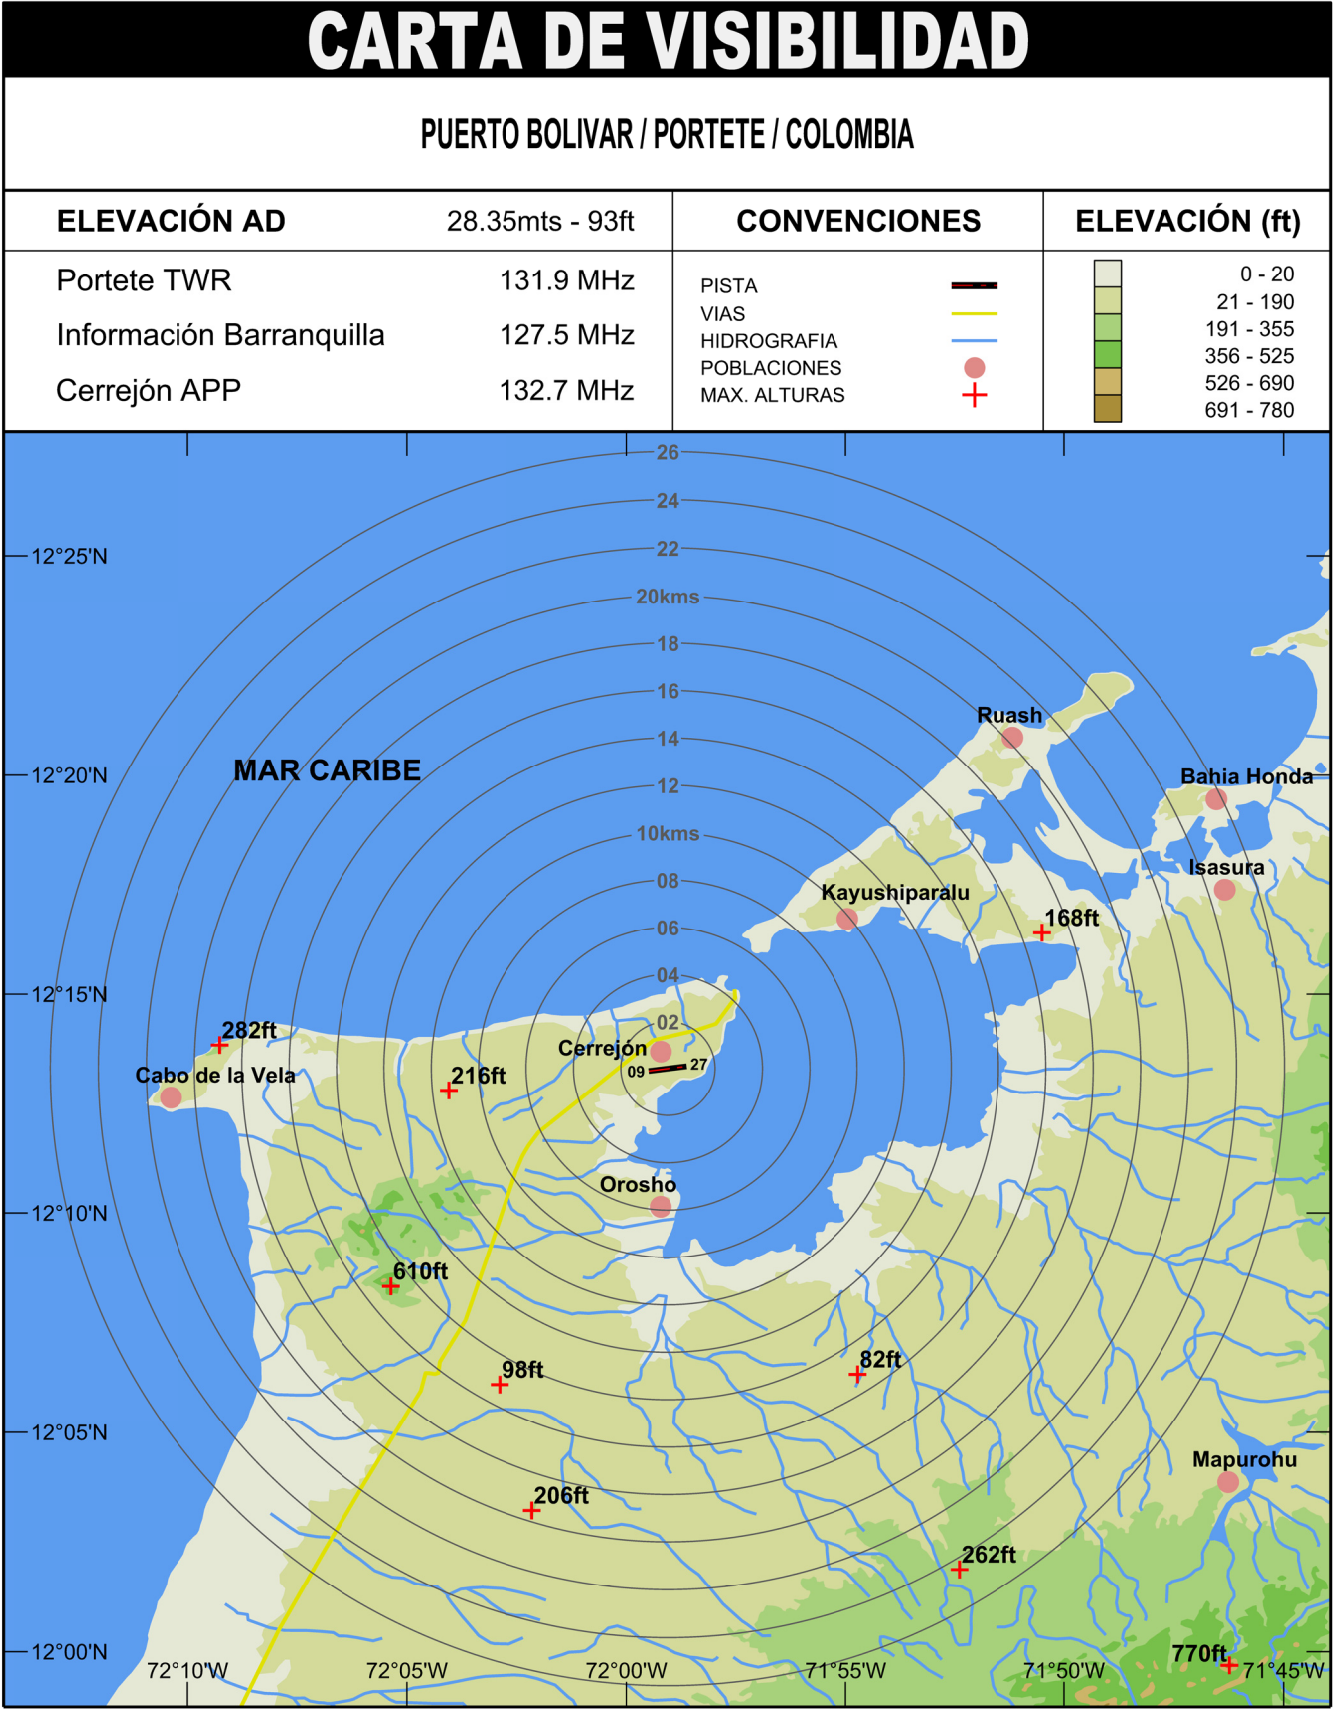 CARTA DE VISIBILIDAD
PUERTO BOLIVAR / PORTETE / COLOMBIA
ELEVACIÓN AD 28.35mts - 93ft
Portete TWR 131.9 MHz
Información Barranquilla 127.5 MHz
Cerrejón APP 132.7 MHz
CONVENCIONES
PISTA
VIAS
HIDROGRAFIA
POBLACIONES
MAX. ALTURAS
ELEVACIÓN (ft)
0 - 20
21 - 190
191 - 355
356 - 525
526 - 690
691 - 780
26
24
12°25'N
22
20kms
18
16
Ruash
14
MAR CARIBE
12°20'N
Bahia Honda
12
10kms
Isasura
08
Kayushiparalu
168ft
06
04
12°15'N
02
282ft
Cerrejón
09
27
Cabo de la Vela
216ft
Orosho
12°10'N
610ft
82ft
98ft
12°05'N
Mapurohu
206ft
262ft
12°00'N
770ft
72°10'W
72°05'W
72°00'W
71°55'W
71°50'W
71°45'W